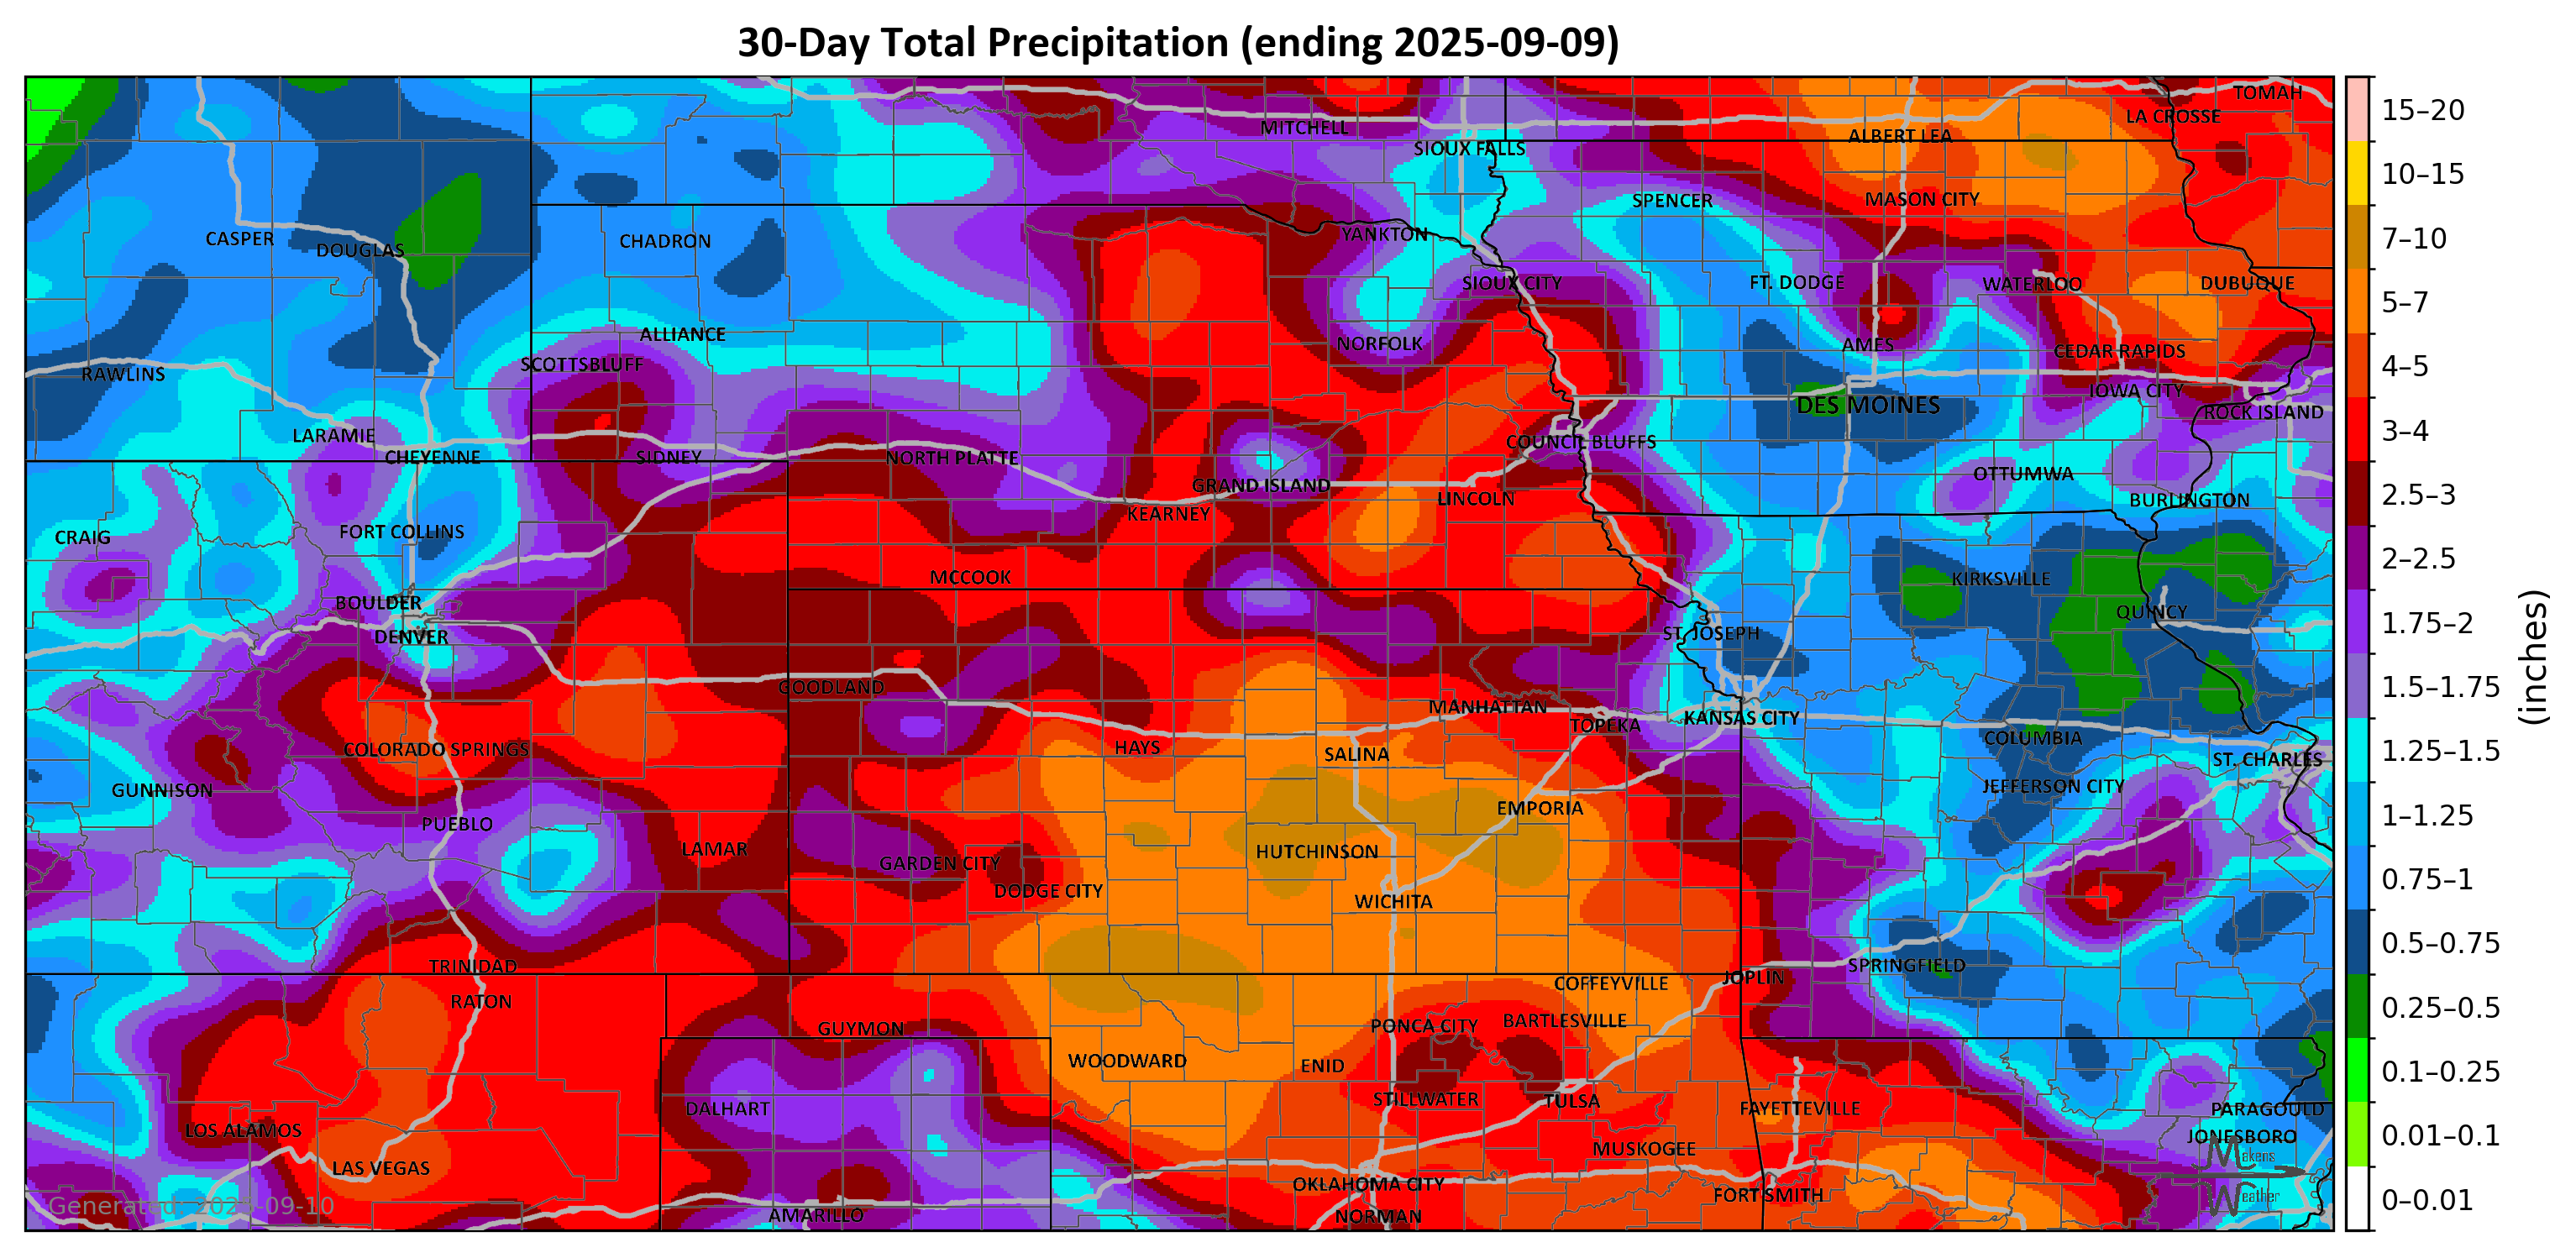 30-Day Total Precipitation (ending 2025-09-09)
TOMAH
LA CROSSE
MITCHELL
ALBERT LEA
SIOUX FALLS
SPENCER
MASON CITY
CASPER
DOUGLAS
CHADRON
YANKTON
SIOUX CITY
FT. DODGE
WATERLOO
DUBUQUE
ALLIANCE
NORFOLK
AMES
CEDAR RAPIDS
SCOTTSBLUFF
RAWLINS
IOWA CITY
DES MOINES
ROCK ISLAND
LARAMIE
COUNCIL BLUFFS
CHEYENNE
SIDNEY
NORTH PLATTE
OTTUMWA
GRAND ISLAND
LINCOLN
BURLINGTON
KEARNEY
FORT COLLINS
CRAIG
MCCOOK
KIRKSVILLE
BOULDER
QUINCY
DENVER
ST. JOSEPH
GOODLAND
MANHATTAN
KANSAS CITY
TOPEKA
COLUMBIA
HAYS
COLORADO SPRINGS
SALINA
ST. CHARLES
GUNNISON
JEFFERSON CITY
EMPORIA
PUEBLO
LAMAR
HUTCHINSON
GARDEN CITY
DODGE CITY
WICHITA
TRINIDAD
SPRINGFIELD
JOPLIN
COFFEYVILLE
RATON
GUYMON
PONCA CITY
BARTLESVILLE
WOODWARD
ENID
STILLWATER
TULSA
DALHART
FAYETTEVILLE
PARAGOULD
LOS ALAMOS
JONESBORO
MUSKOGEE
LAS VEGAS
OKLAHOMA CITY
FORT SMITH
AMARILLO
NORMAN
Makens
Weather
Generated: 2025-09-10
15–20
10–15
7–10
5–7
4–5
3–4
2.5–3
2–2.5
1.75–2
1.5–1.75
1.25–1.5
1–1.25
0.75–1
0.5–0.75
0.25–0.5
0.1–0.25
0.01–0.1
0–0.01
(inches)